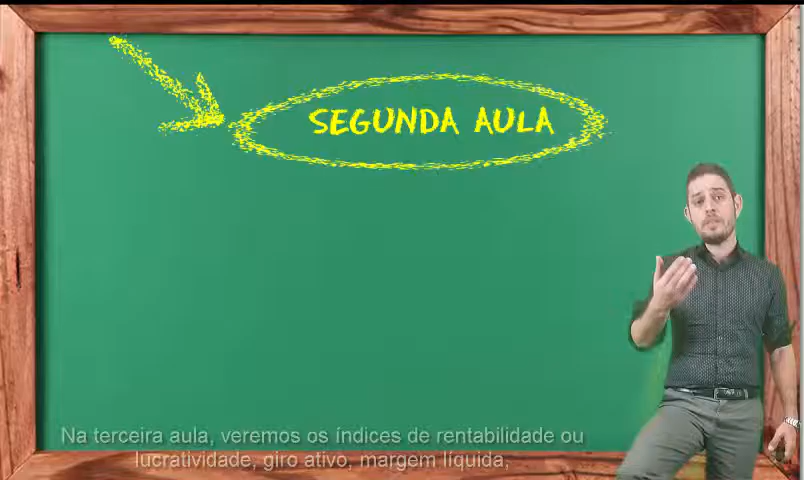 SEGUNDA AULA
Na terceira aula, veremos os índices de rentabilidade ou
lucratividade, giro ativo, margem líquida,